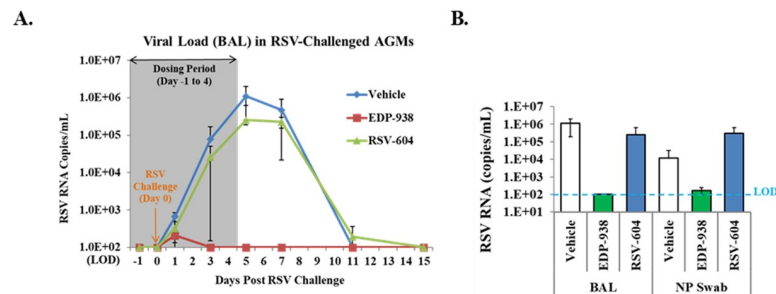 A.
Viral Load (BAL) in RSV-Challenged AGMs
1.0E+07
1.0E+06
1.0E+05
1.0E+04
1.0E+03
1.0E+02
(LOD)
RSV RNA Copies/mL
Dosing Period
(Day -1 to 4)
RSV
Challenge
(Day 0)
Vehicle
EDP-938
RSV-604
-1 0 1 2 3 4 5 6 7 8 9 10 11 12 13 14 15
Days Post RSV Challenge
B.
RSV RNA (copies/mL)
1.E+07
1.E+06
1.E+05
1.E+04
1.E+03
1.E+02
1.E+01
LOD
Vehicle
EDP-938
RSV-604
Vehicle
EDP-938
RSV-604
BAL
NP Swab